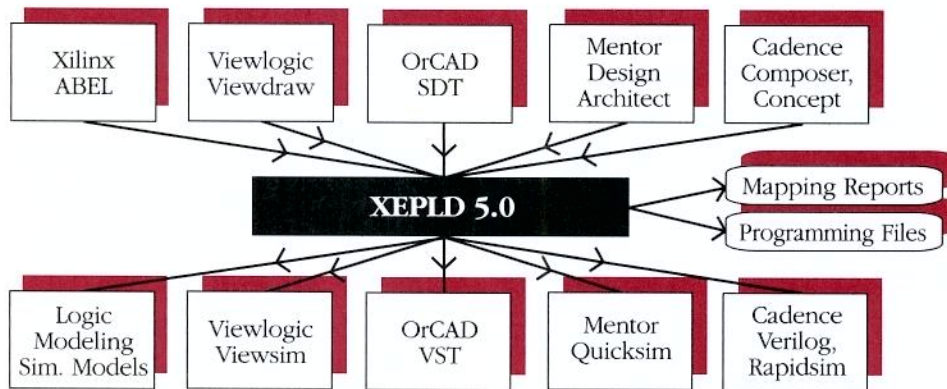 Xilinx
ABEL
Viewlogic
Viewdraw
OrCAD
SDT
Mentor
Design
Architect
Cadence
Composer,
Concept
XEPLD 5.0
Mapping Reports
Programming Files
Logic
Modeling
Sim. Models
Viewlogic
Viewsim
OrCAD
VST
Mentor
Quicksim
Cadence
Verilog,
Rapidsim